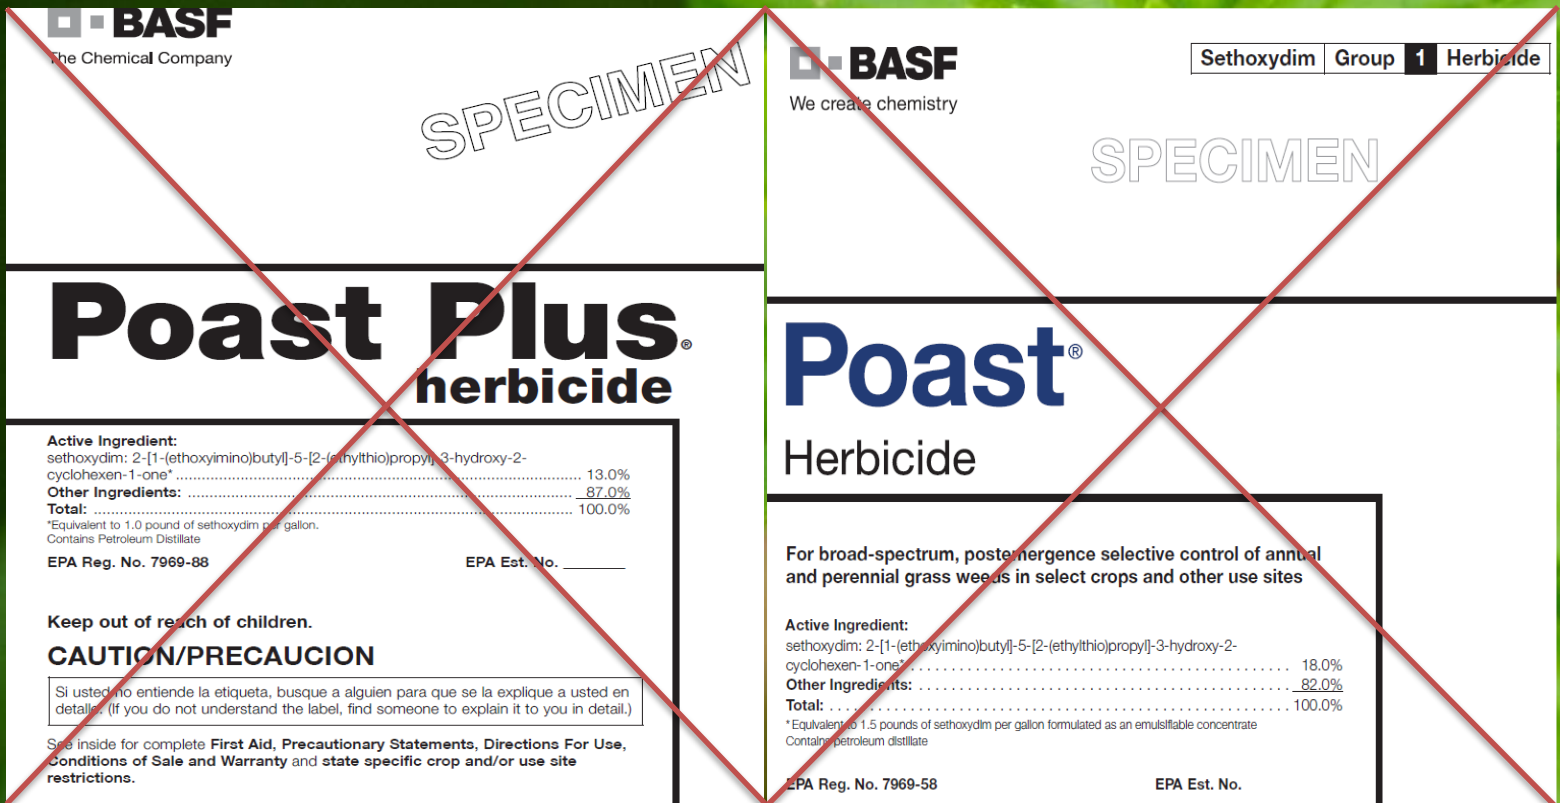 BASF
The Chemical Company
SPECIMEN
Poast Plus®
herbicide
Active Ingredient:
sethoxydim: 2-[1-(ethoxyimino)butyl]-5-[2-(ethylthio)propyl]-3-hydroxy-2-
cyclohexen-1-one* ........ 13.0%
Other Ingredients: ........ 87.0%
Total: ........ 100.0%
*Equivalent to 1.0 pound of sethoxydim per gallon.
Contains Petroleum Distillate
EPA Reg. No. 7969-88 EPA Est. No. ________
Keep out of reach of children.
CAUTION/PRECAUCION
Si usted no entiende la etiqueta, busque a alguien para que se la explique a usted en
detalle. (If you do not understand the label, find someone to explain it to you in detail.)
See inside for complete First Aid, Precautionary Statements, Directions For Use,
Conditions of Sale and Warranty and state specific crop and/or use site
restrictions.
BASF
We create chemistry
Sethoxydim Group 1 Herbicide
SPECIMEN
Poast®
Herbicide
For broad-spectrum, postemergence selective control of annual
and perennial grass weeds in select crops and other use sites
Active Ingredient:
sethoxydim: 2-[1-(ethoxyimino)butyl]-5-[2-(ethylthio)propyl]-3-hydroxy-2-
cyclohexen-1-one* . . . . . . . . 18.0%
Other Ingredients: . . . . . . . . 82.0%
Total: . . . . . . . . 100.0%
* Equivalent to 1.5 pounds of sethoxydim per gallon formulated as an emulsifiable concentrate
Contains petroleum distillate
EPA Reg. No. 7969-58 EPA Est. No.